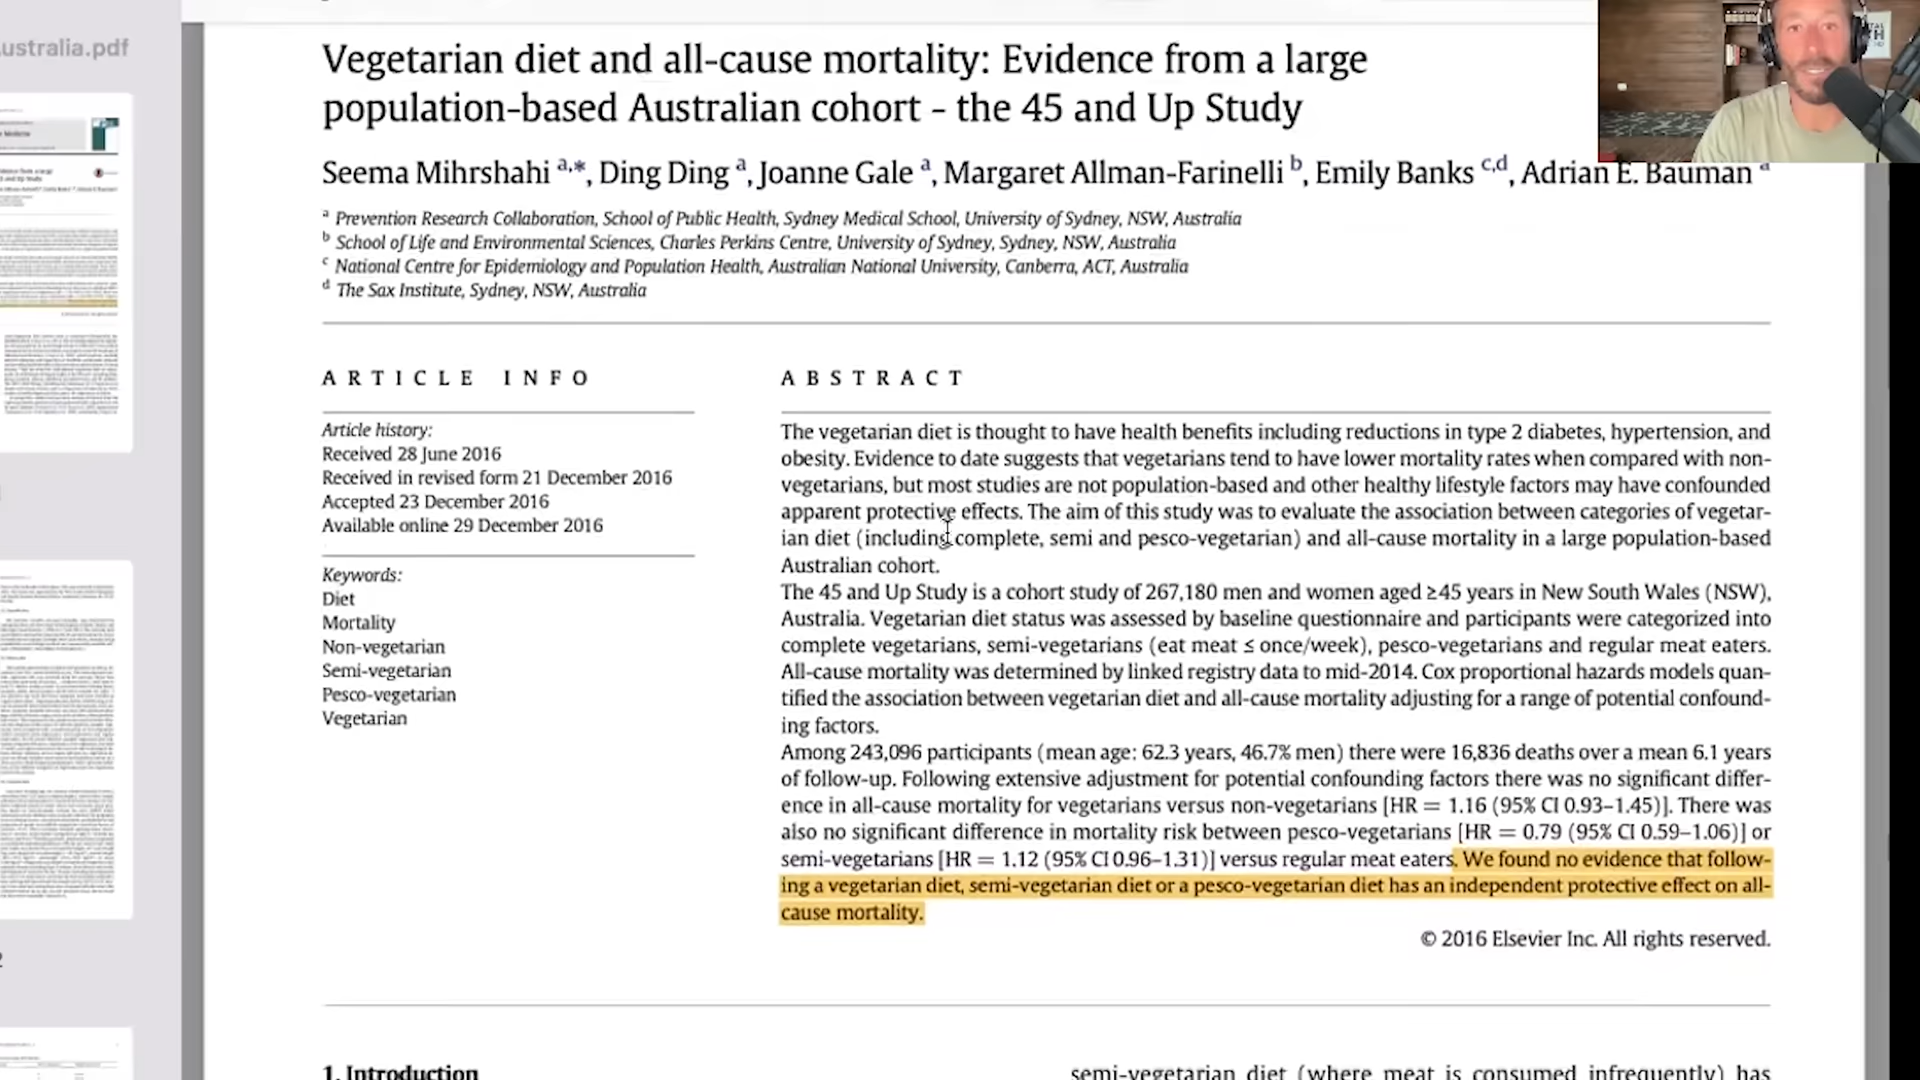 ustralia.pdf
Vegetarian diet and all-cause mortality: Evidence from a large
population-based Australian cohort - the 45 and Up Study
Seema Mihrshahi a,*, Ding Ding a, Joanne Gale a, Margaret Allman-Farinelli b, Emily Banks c,d, Adrian E. Bauman a
a Prevention Research Collaboration, School of Public Health, Sydney Medical School, University of Sydney, NSW, Australia
b School of Life and Environmental Sciences, Charles Perkins Centre, University of Sydney, Sydney, NSW, Australia
c National Centre for Epidemiology and Population Health, Australian National University, Canberra, ACT, Australia
d The Sax Institute, Sydney, NSW, Australia
ARTICLE INFO
Article history:
Received 28 June 2016
Received in revised form 21 December 2016
Accepted 23 December 2016
Available online 29 December 2016
Keywords:
Diet
Mortality
Non-vegetarian
Semi-vegetarian
Pesco-vegetarian
Vegetarian
ABSTRACT
The vegetarian diet is thought to have health benefits including reductions in type 2 diabetes, hypertension, and
obesity. Evidence to date suggests that vegetarians tend to have lower mortality rates when compared with non-
vegetarians, but most studies are not population-based and other healthy lifestyle factors may have confounded
apparent protective effects. The aim of this study was to evaluate the association between categories of vegetar-
ian diet (including complete, semi and pesco-vegetarian) and all-cause mortality in a large population-based
Australian cohort.
The 45 and Up Study is a cohort study of 267,180 men and women aged ≥45 years in New South Wales (NSW),
Australia. Vegetarian diet status was assessed by baseline questionnaire and participants were categorized into
complete vegetarians, semi-vegetarians (eat meat ≤ once/week), pesco-vegetarians and regular meat eaters.
All-cause mortality was determined by linked registry data to mid-2014. Cox proportional hazards models quan-
tified the association between vegetarian diet and all-cause mortality adjusting for a range of potential confound-
ing factors.
Among 243,096 participants (mean age: 62.3 years, 46.7% men) there were 16,836 deaths over a mean 6.1 years
of follow-up. Following extensive adjustment for potential confounding factors there was no significant differ-
ence in all-cause mortality for vegetarians versus non-vegetarians [HR = 1.16 (95% CI 0.93–1.45)]. There was
also no significant difference in mortality risk between pesco-vegetarians [HR = 0.79 (95% CI 0.59–1.06)] or
semi-vegetarians [HR = 1.12 (95% CI 0.96–1.31)] versus regular meat eaters. We found no evidence that follow-
ing a vegetarian diet, semi-vegetarian diet or a pesco-vegetarian diet has an independent protective effect on all-
cause mortality.
© 2016 Elsevier Inc. All rights reserved.
2
1. Introduction
semi-vegetarian diet (where meat is consumed infrequently) has